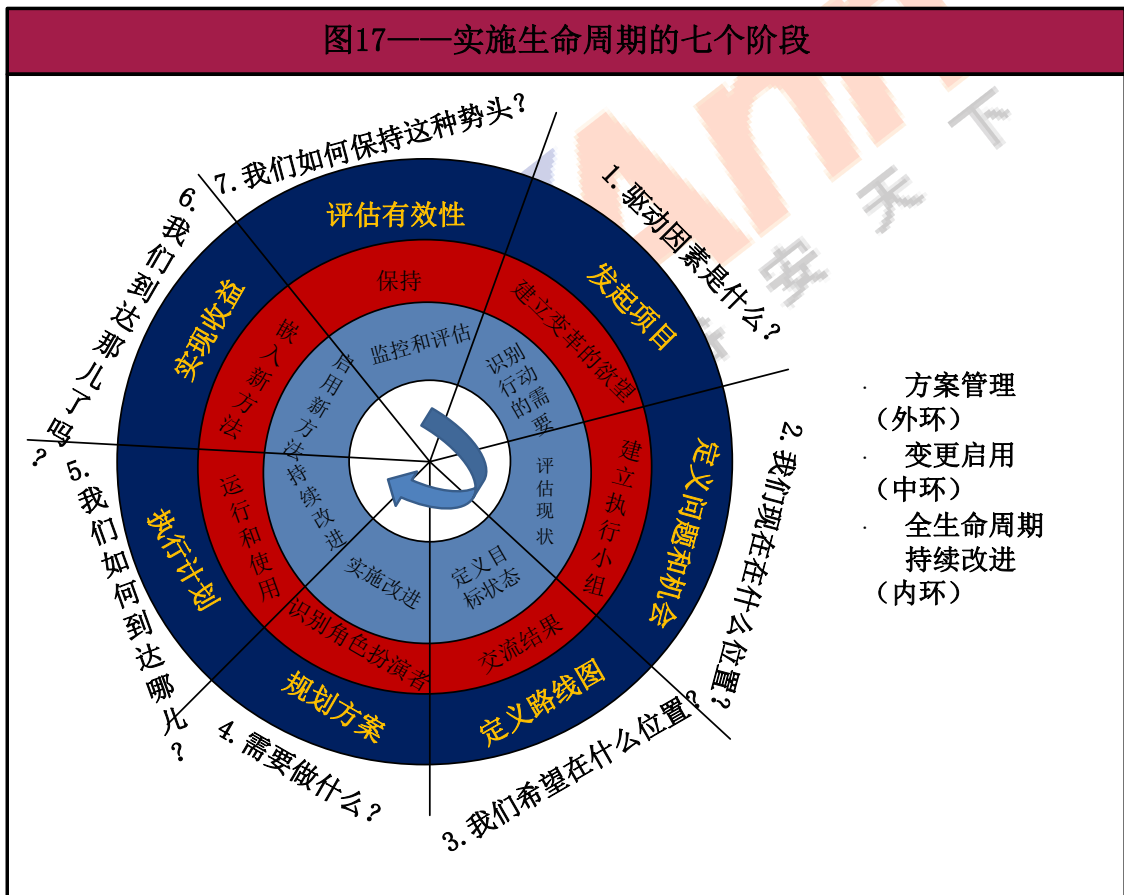 图17——实施生命周期的七个阶段
1.驱动因素是什么？
2.我们现在在什么位置？
3.我们希望在什么位置？
4.需要做什么？
5.我们如何到达哪儿？
6.我们到达那儿了吗？
7.我们如何保持这种势头？
发起项目
定义问题和机会
定义路线图
规划方案
执行计划
实现收益
评估有效性
建立变革的欲望
建立执行小组
交流结果
识别角色扮演者
运行和使用
嵌入新方法
保持
识别
行动
的需
要
评估现状
定义目
标状态
实施改进
持续改进
启用新方法
监控和评估
· 方案管理
（外环）
· 变更启用
（中环）
· 全生命周期
持续改进
（内环）
安天下